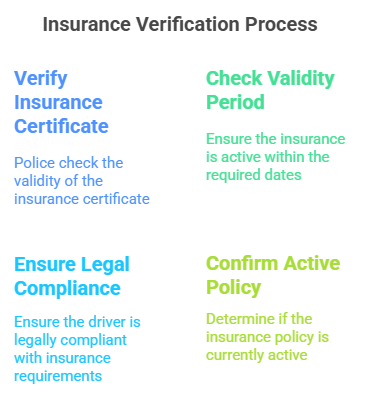 Insurance Verification Process
Verify
Insurance
Certificate
Police check the
validity of the
insurance certificate
Check Validity
Period
Ensure the insurance
is active within the
required dates
Ensure Legal
Compliance
Ensure the driver is
legally compliant
with insurance
requirements
Confirm Active
Policy
Determine if the
insurance policy is
currently active